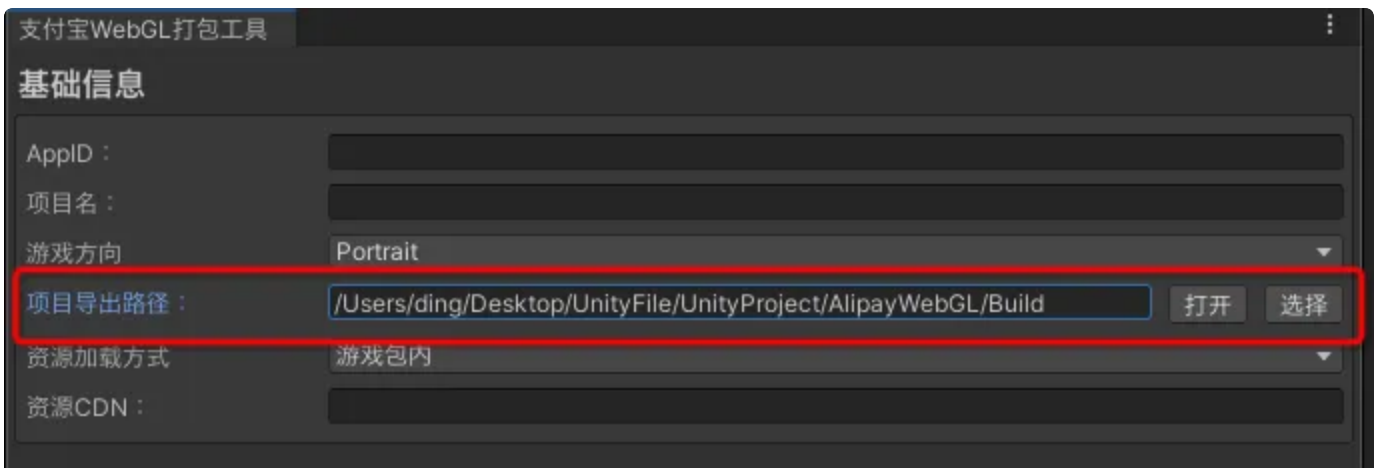 支付宝WebGL打包工具
基础信息
AppID：
项目名：
游戏方向 Portrait
项目导出路径： /Users/ding/Desktop/UnityFile/UnityProject/AlipayWebGL/Build 打开 选择
资源加载方式 游戏包内
资源CDN：